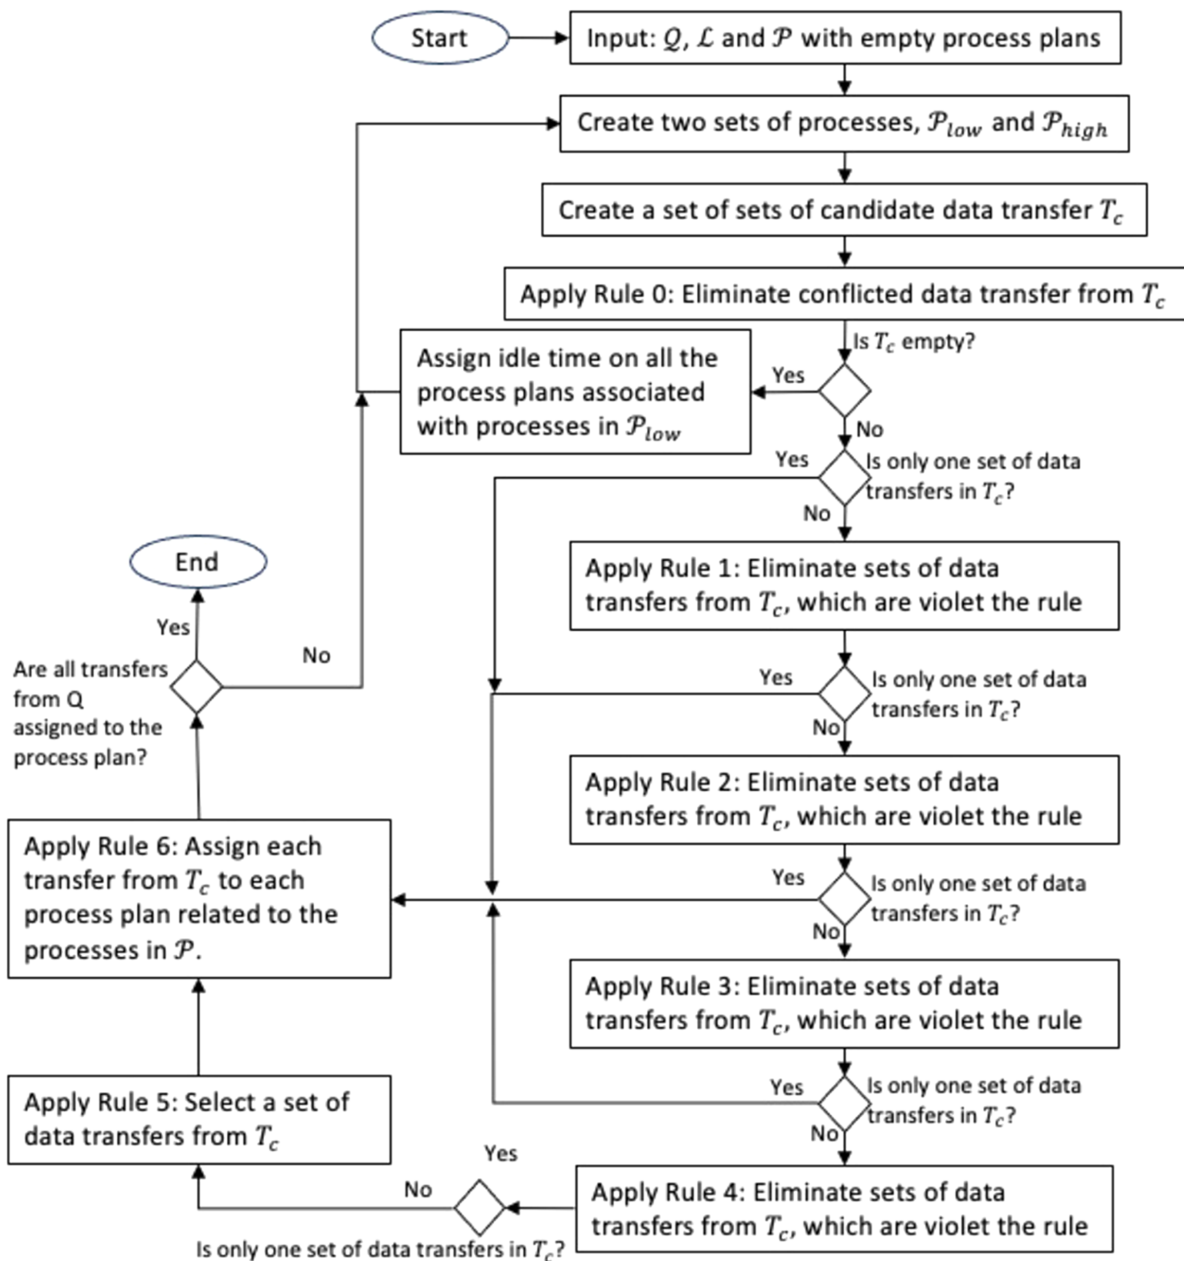 Start
Input: 𝒬, ℒ and 𝒫 with empty process plans
Create two sets of processes, 𝒫low and 𝒫high
Create a set of sets of candidate data transfer Tc
Apply Rule 0: Eliminate conflicted data transfer from Tc
Is Tc empty?
Yes
Assign idle time on all the
process plans associated
with processes in 𝒫low
No
Is only one set of data
transfers in Tc?
Yes
No
Apply Rule 1: Eliminate sets of data
transfers from Tc, which are violet the rule
Is only one set of data
transfers in Tc?
Yes
No
Apply Rule 2: Eliminate sets of data
transfers from Tc, which are violet the rule
Is only one set of data
transfers in Tc?
Yes
No
Apply Rule 3: Eliminate sets of data
transfers from Tc, which are violet the rule
Is only one set of data
transfers in Tc?
Yes
No
Apply Rule 4: Eliminate sets of data
transfers from Tc, which are violet the rule
Yes
No
Is only one set of data transfers in Tc?
Apply Rule 5: Select a set of
data transfers from Tc
Apply Rule 6: Assign each
transfer from Tc to each
process plan related to the
processes in 𝒫.
Are all transfers
from Q
assigned to the
process plan?
No
Yes
End